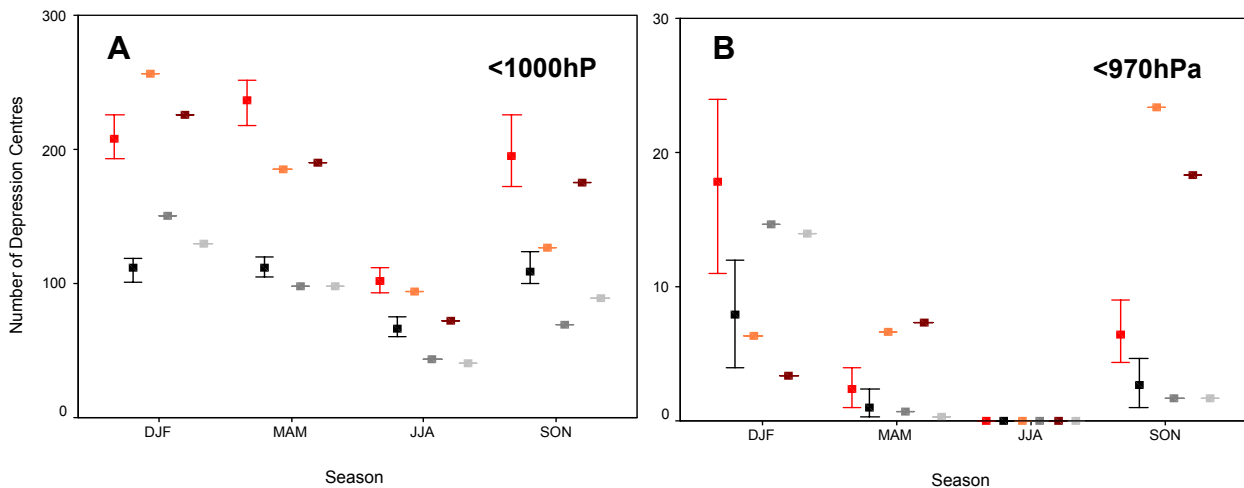 A
<1000hP
Number of Depression Centres
300
200
100
0
DJF
MAM
JJA
SON
Season
B
<970hPa
30
20
10
0
DJF
MAM
JJA
SON
Season